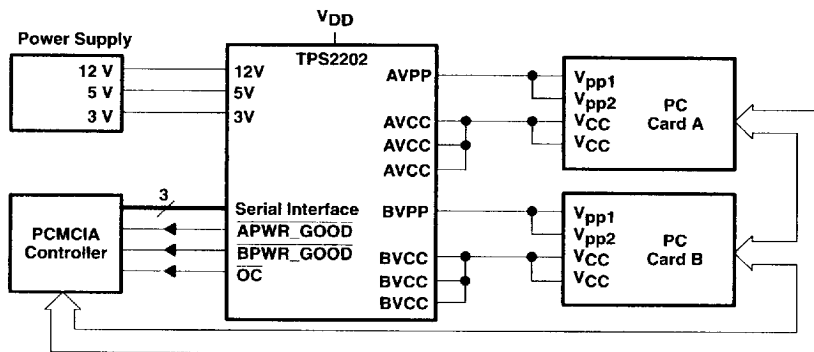 VDD
Power Supply
12 V
5 V
3 V
TPS2202
12V
5V
3V
AVPP
AVCC
AVCC
AVCC
Vpp1
Vpp2
VCC
VCC
PC
Card A
PCMCIA
Controller
3
Serial Interface
APWR_GOOD
BPWR_GOOD
OC
BVPP
BVCC
BVCC
BVCC
Vpp1
Vpp2
VCC
VCC
PC
Card B